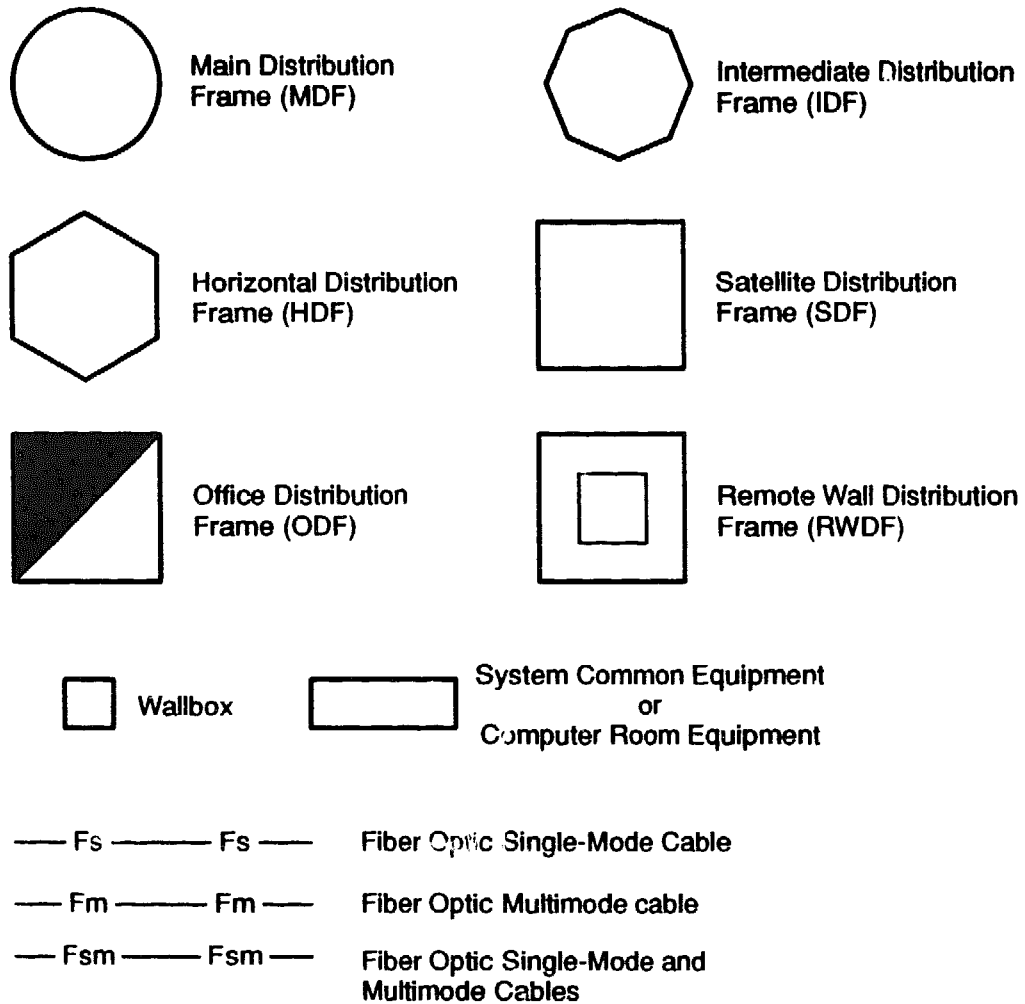 Main Distribution
Frame (MDF)
Intermediate Distribution
Frame (IDF)
Horizontal Distribution
Frame (HDF)
Satellite Distribution
Frame (SDF)
Office Distribution
Frame (ODF)
Remote Wall Distribution
Frame (RWDF)
Wallbox
System Common Equipment
or
Computer Room Equipment
Fs Fs Fiber Optic Single-Mode Cable
Fm Fm Fiber Optic Multimode cable
Fsm Fsm Fiber Optic Single-Mode and
Multimode Cables